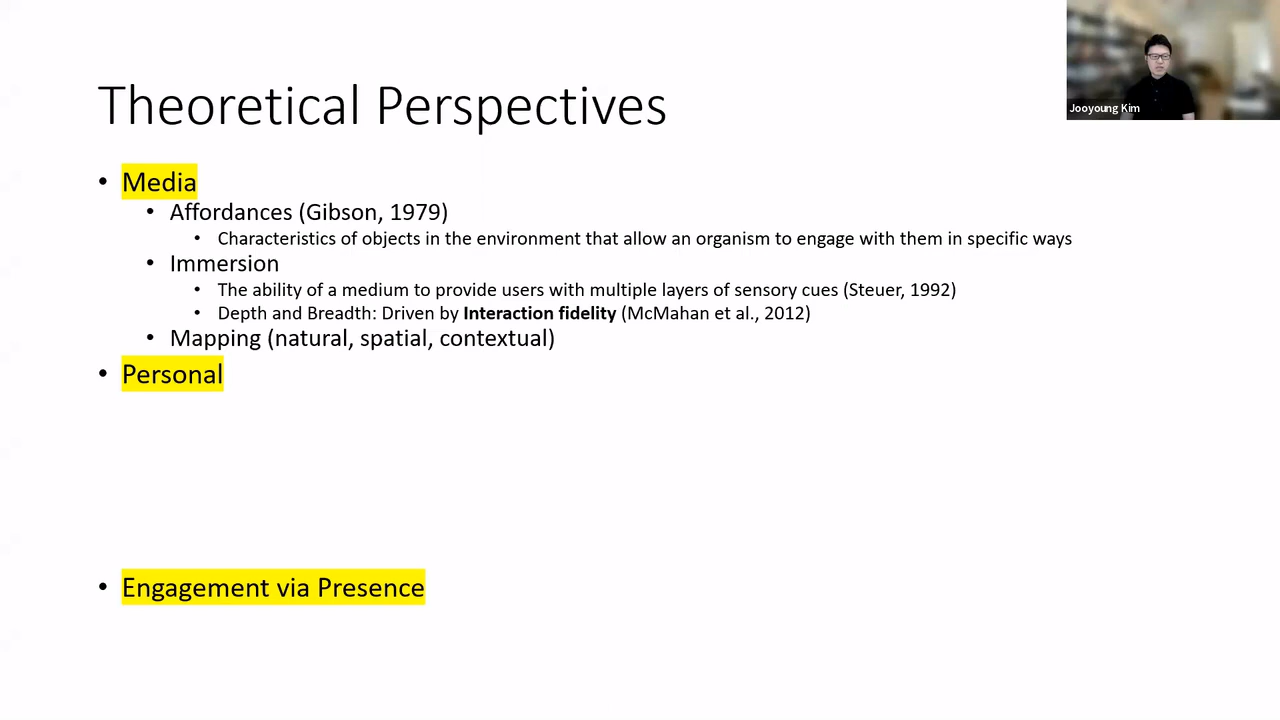 Jooyoung Kim
Theoretical Perspectives
• Media
• Affordances (Gibson, 1979)
• Characteristics of objects in the environment that allow an organism to engage with them in specific ways
• Immersion
• The ability of a medium to provide users with multiple layers of sensory cues (Steuer, 1992)
• Depth and Breadth: Driven by Interaction fidelity (McMahan et al., 2012)
• Mapping (natural, spatial, contextual)
• Personal
• Engagement via Presence